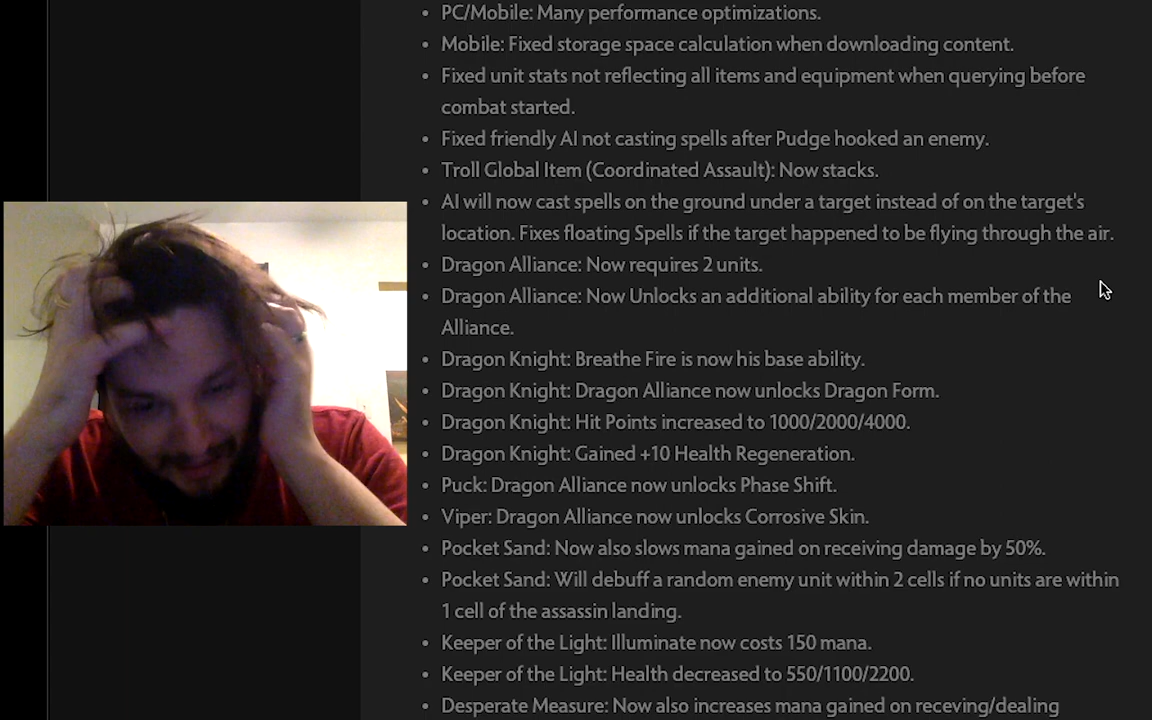 PC/Mobile: Many performance optimizations.
Mobile: Fixed storage space calculation when downloading content.
Fixed unit stats not reflecting all items and equipment when querying before
combat started.
Fixed friendly AI not casting spells after Pudge hooked an enemy.
Troll Global Item (Coordinated Assault): Now stacks.
AI will now cast spells on the ground under a target instead of on the target's
location. Fixes floating Spells if the target happened to be flying through the air.
Dragon Alliance: Now requires 2 units.
Dragon Alliance: Now Unlocks an additional ability for each member of the
Alliance.
Dragon Knight: Breathe Fire is now his base ability.
Dragon Knight: Dragon Alliance now unlocks Dragon Form.
Dragon Knight: Hit Points increased to 1000/2000/4000.
Dragon Knight: Gained +10 Health Regeneration.
Puck: Dragon Alliance now unlocks Phase Shift.
Viper: Dragon Alliance now unlocks Corrosive Skin.
Pocket Sand: Now also slows mana gained on receiving damage by 50%.
Pocket Sand: Will debuff a random enemy unit within 2 cells if no units are within
1 cell of the assassin landing.
Keeper of the Light: Illuminate now costs 150 mana.
Keeper of the Light: Health decreased to 550/1100/2200.
Desperate Measure: Now also increases mana gained on receving/dealing